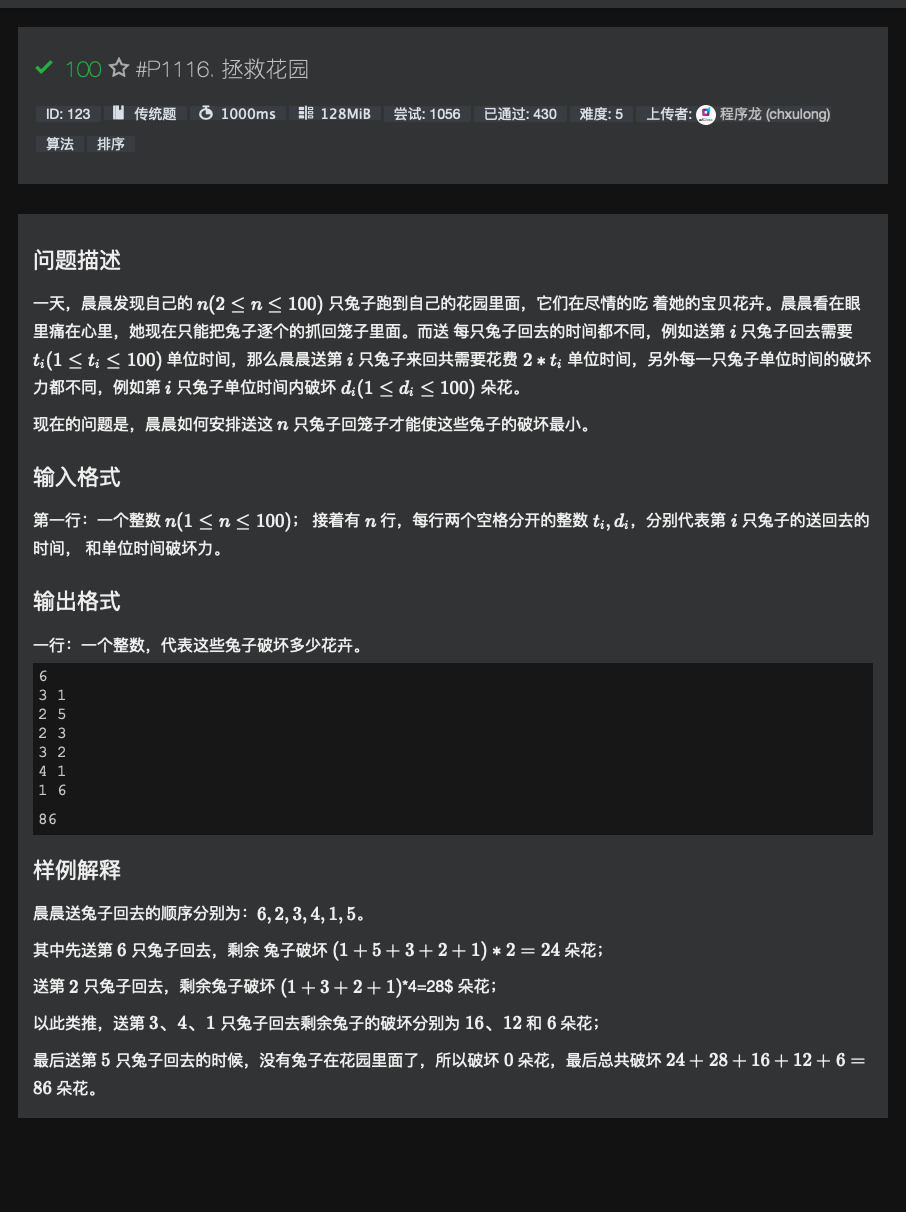 100 #P1116. 拯救花园
ID: 123 传统题 1000ms 128MiB 尝试: 1056 已通过: 430 难度: 5 上传者: 程序龙 (chxulong)
算法 排序
问题描述
一天，晨晨发现自己的 n(2 ≤ n ≤ 100) 只兔子跑到自己的花园里面，它们在尽情的吃 着她的宝贝花卉。晨晨看在眼
里痛在心里，她现在只能把兔子逐个的抓回笼子里面。而送 每只兔子回去的时间都不同，例如送第 i 只兔子回去需要
t_i(1 ≤ t_i ≤ 100) 单位时间，那么晨晨送第 i 只兔子来回共需要花费 2 * t_i 单位时间，另外每一只兔子单位时间的破坏
力都不同，例如第 i 只兔子单位时间内破坏 d_i(1 ≤ d_i ≤ 100) 朵花。
现在的问题是，晨晨如何安排送这 n 只兔子回笼子才能使这些兔子的破坏最小。
输入格式
第一行：一个整数 n(1 ≤ n ≤ 100)； 接着有 n 行，每行两个空格分开的整数 t_i, d_i，分别代表第 i 只兔子的送回去的
时间， 和单位时间破坏力。
输出格式
一行：一个整数，代表这些兔子破坏多少花卉。
6
3 1
2 5
2 3
3 2
4 1
1 6
86
样例解释
晨晨送兔子回去的顺序分别为：6, 2, 3, 4, 1, 5。
其中先送第 6 只兔子回去，剩余 兔子破坏 (1 + 5 + 3 + 2 + 1) * 2 = 24 朵花；
送第 2 只兔子回去，剩余兔子破坏 (1 + 3 + 2 + 1)*4=28$ 朵花；
以此类推，送第 3、4、1 只兔子回去剩余兔子的破坏分别为 16、12 和 6 朵花；
最后送第 5 只兔子回去的时候，没有兔子在花园里面了，所以破坏 0 朵花，最后总共破坏 24 + 28 + 16 + 12 + 6 =
86 朵花。